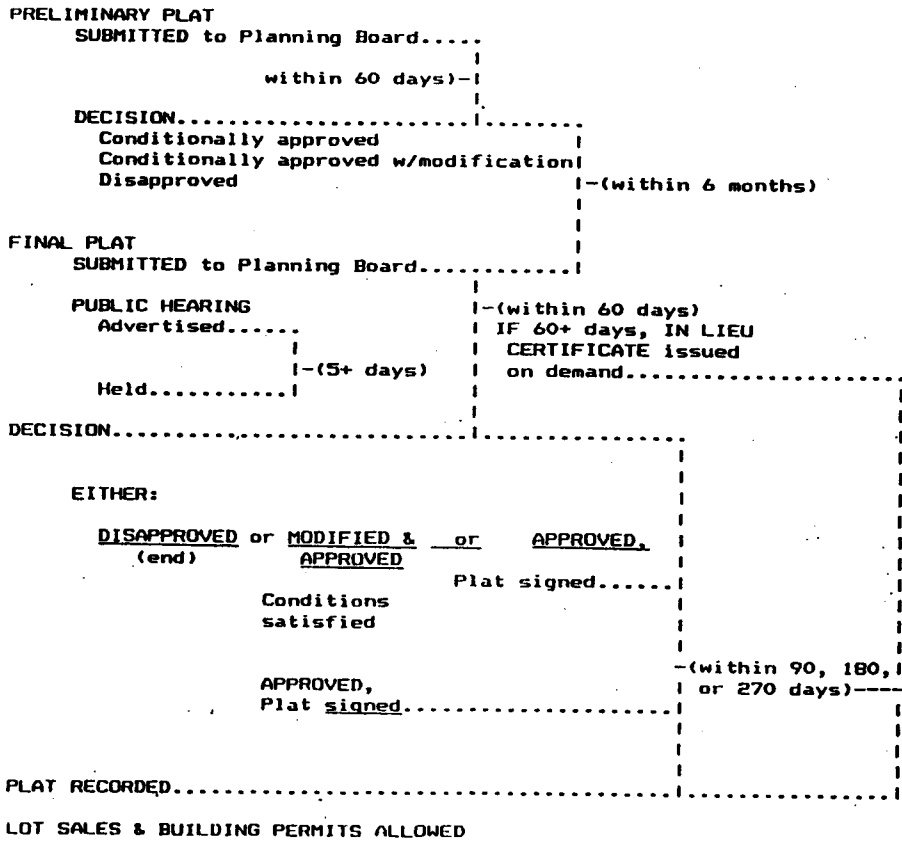 PRELIMINARY PLAT
SUBMITTED to Planning Board.....
within 60 days)-
DECISION.........................
Conditionally approved
Conditionally approved w/modification
Disapproved
-(within 6 months)
FINAL PLAT
SUBMITTED to Planning Board.............
PUBLIC HEARING
-(within 60 days)
Advertised......
IF 60+ days, IN LIEU
CERTIFICATE issued
-(5+ days)
on demand.......................
Held............
DECISION..................................................
EITHER:
DISAPPROVED or MODIFIED & or APPROVED,
(end) APPROVED
Plat signed......
Conditions
satisfied
-(within 90, 180,
APPROVED,
or 270 days)----
Plat signed.......................
PLAT RECORDED..............................................................
LOT SALES & BUILDING PERMITS ALLOWED